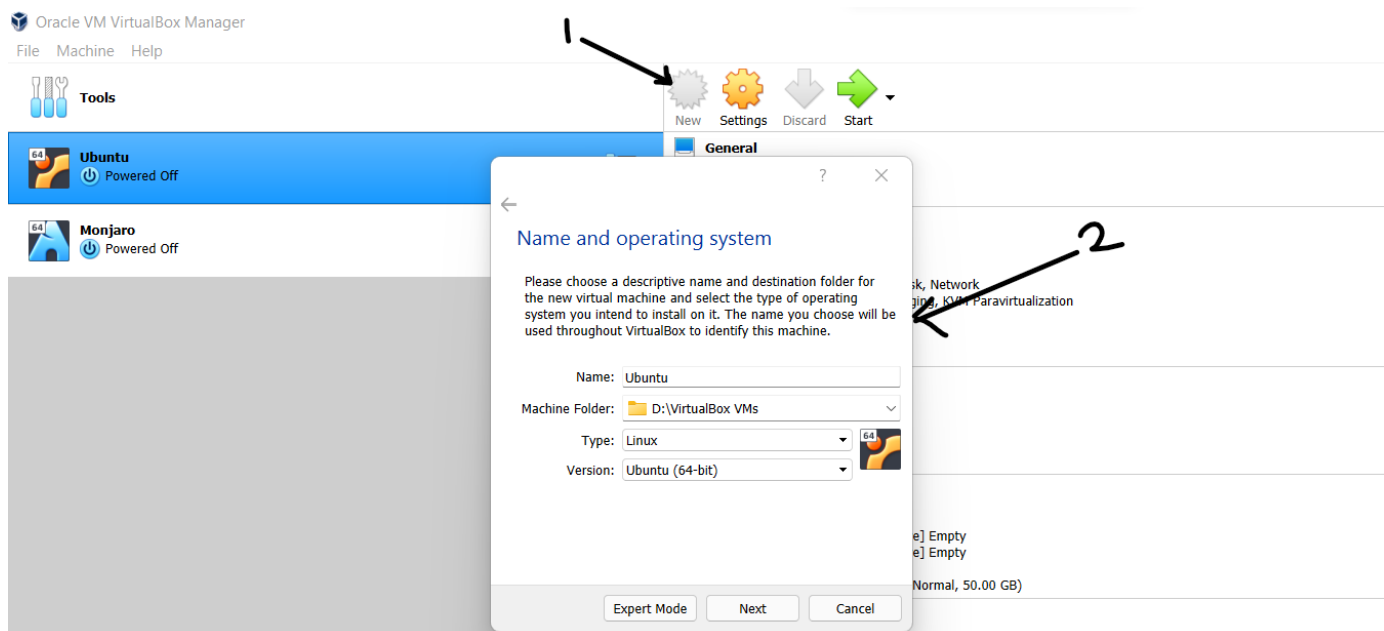 Oracle VM VirtualBox Manager
File Machine Help
Tools
1
New Settings Discard Start
64
Ubuntu
Powered Off
64
Monjaro
Powered Off
General
?
Name and operating system
2
Please choose a descriptive name and destination folder for
the new virtual machine and select the type of operating
system you intend to install on it. The name you choose will be
used throughout VirtualBox to identify this machine.
Name: Ubuntu
Machine Folder: D:\VirtualBox VMs
Type: Linux
64
Version: Ubuntu (64-bit)
Expert Mode Next Cancel
sk, Network
ging, KVM Paravirtualization
e] Empty
e] Empty
Normal, 50.00 GB)